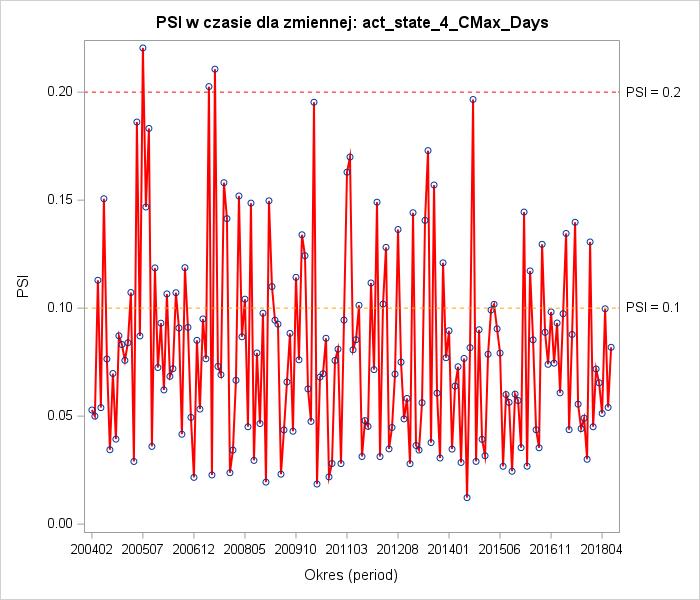 PSI w czasie dla zmiennej: act_state_4_CMax_Days
PSI
0.20
0.15
0.10
0.05
0.00
PSI = 0.2
PSI = 0.1
200402 200507 200612 200805 200910 201103 201208 201401 201506 201611 201804
Okres (period)